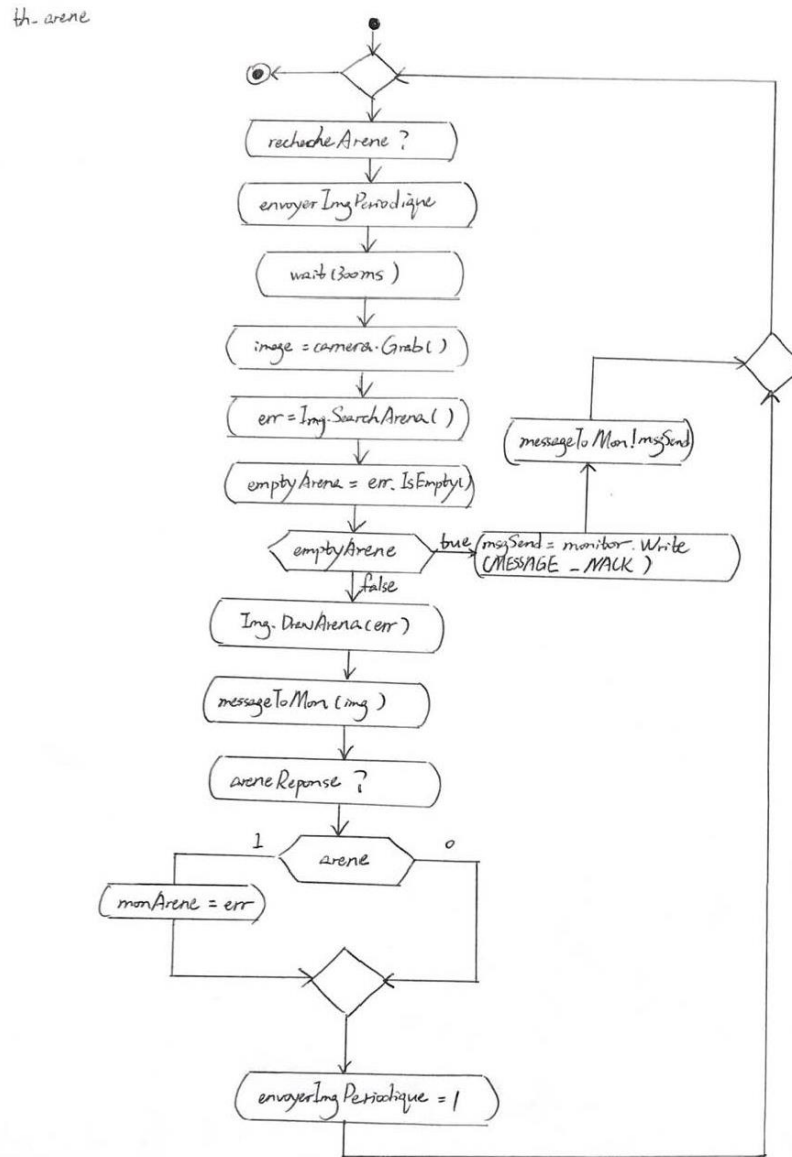 th_arene
rechercheArene ?
envoyerImgPeriodique
wait(300ms)
image = camera.Grab()
err = Img.SearchArena()
emptyArena = err.IsEmpty()
emptyArene
true
msgSend = monitor.Write
(MESSAGE_NACK)
messageToMon!msgSend
false
Img.DrawArena(err)
messageToMon(img)
areneReponse ?
1
arene
0
monArene = err
envoyerImgPeriodique = 1